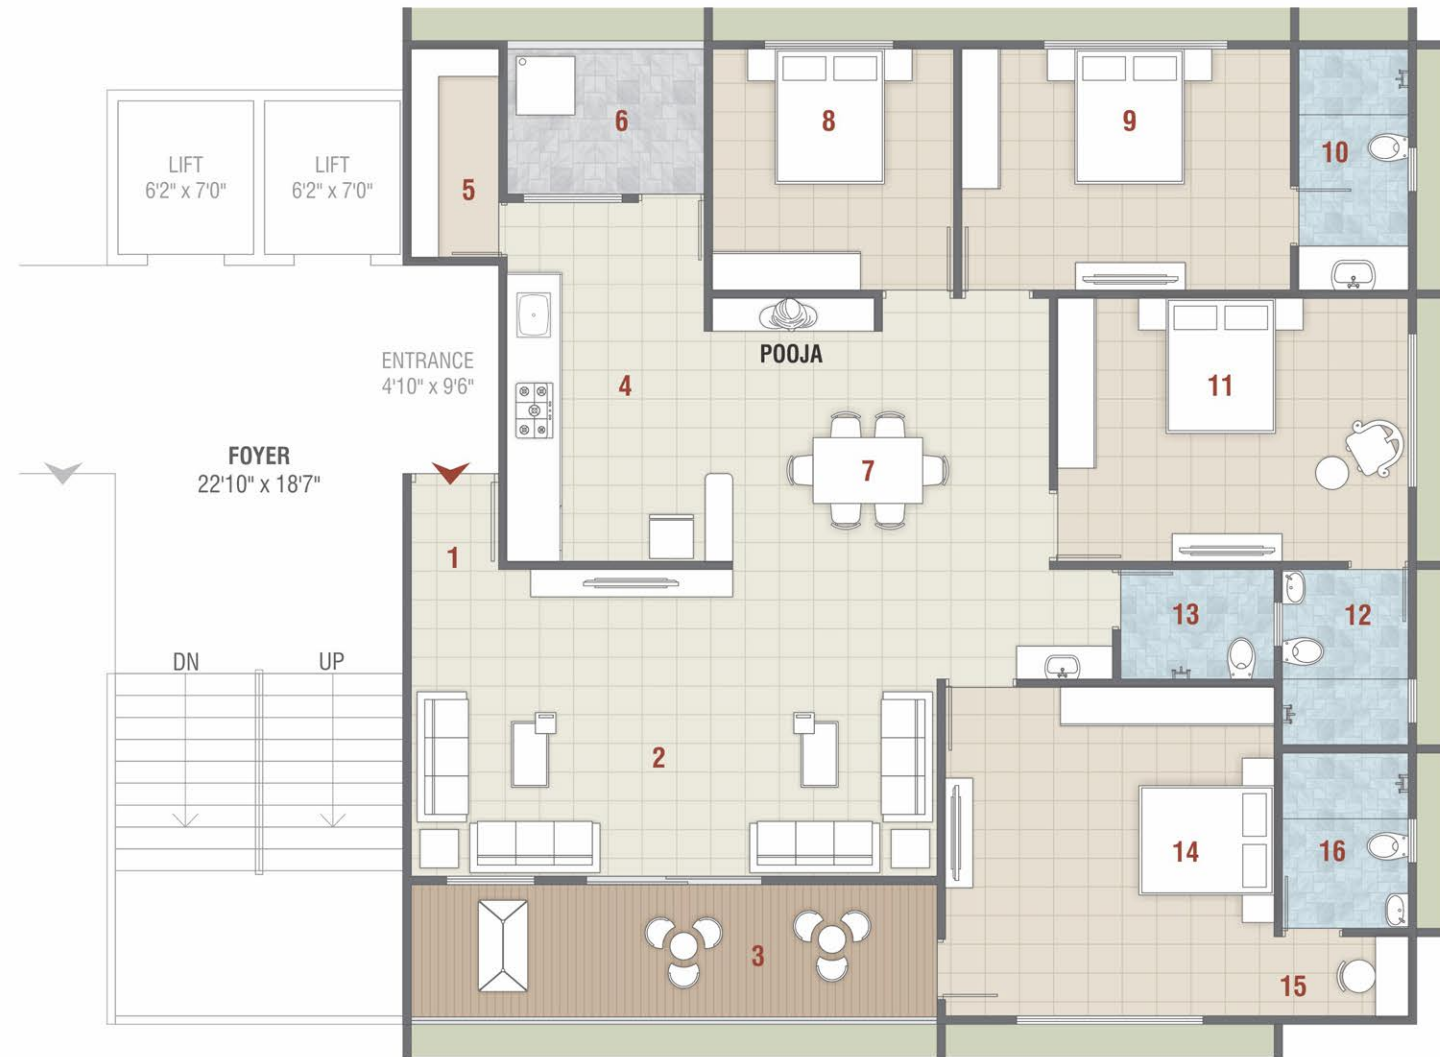 6
8
9
LIFT
6'2" x 7'0"
LIFT
6'2" x 7'0"
5
10
ENTRANCE
4'10" x 9'6"
POOJA
4
11
FOYER
22'10" x 18'7"
7
1
13
12
DN
UP
2
14
16
3
15